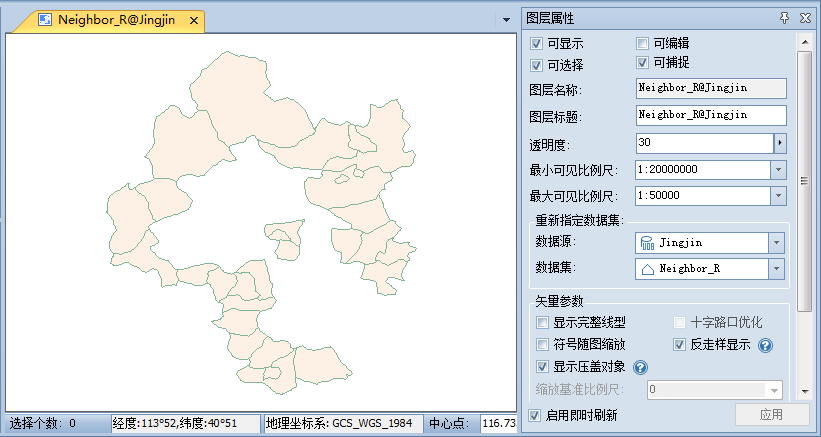 Neighbor_R@Jingjin
图层属性
可显示
可编辑
可选择
可捕捉
图层名称:
Neighbor_R@Jingjin
图层标题:
Neighbor_R@Jingjin
透明度:
30
最小可见比例尺:
1:20000000
最大可见比例尺:
1:50000
重新指定数据集:
数据源:
Jingjin
数据集:
Neighbor_R
矢量参数
显示完整线型
十字路口优化
符号随图缩放
反走样显示
显示压盖对象
缩放基准比例尺:
0
启用即时刷新
应用
选择个数: 0
经度:113°52,纬度:40°51
地理坐标系: GCS_WGS_1984
中心点:
116.73